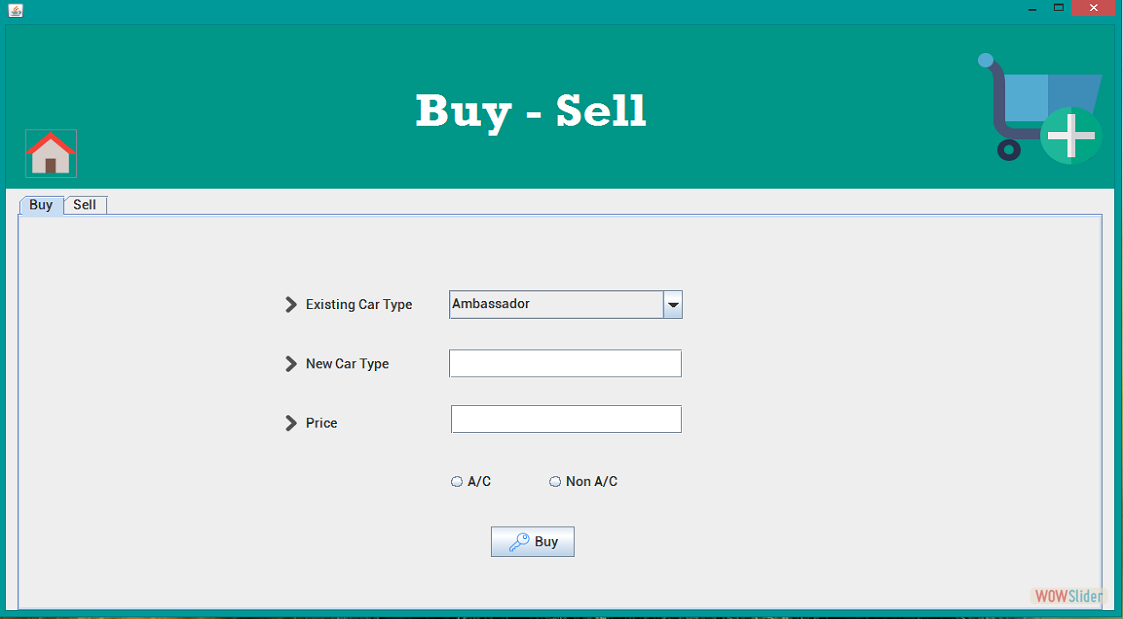 Buy - Sell
Buy Sell
Existing Car Type Ambassador
New Car Type
Price
A/C Non A/C
Buy
WOWSlider